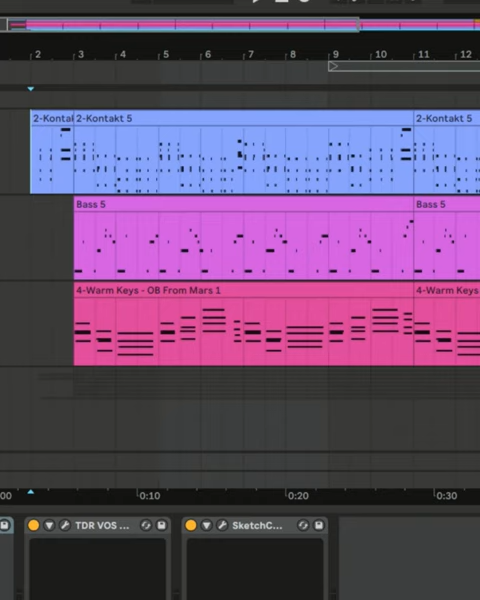 2 3 4 5 6 7 8 9 10 11 12
2-Kontal 2-Kontakt 5 2-Kontakt 5
Bass 5 Bass 5
4-Warm Keys - OB From Mars 1 4-Warm Keys
:00 0:10 0:20 0:30
TDR VOS ... SketchC...